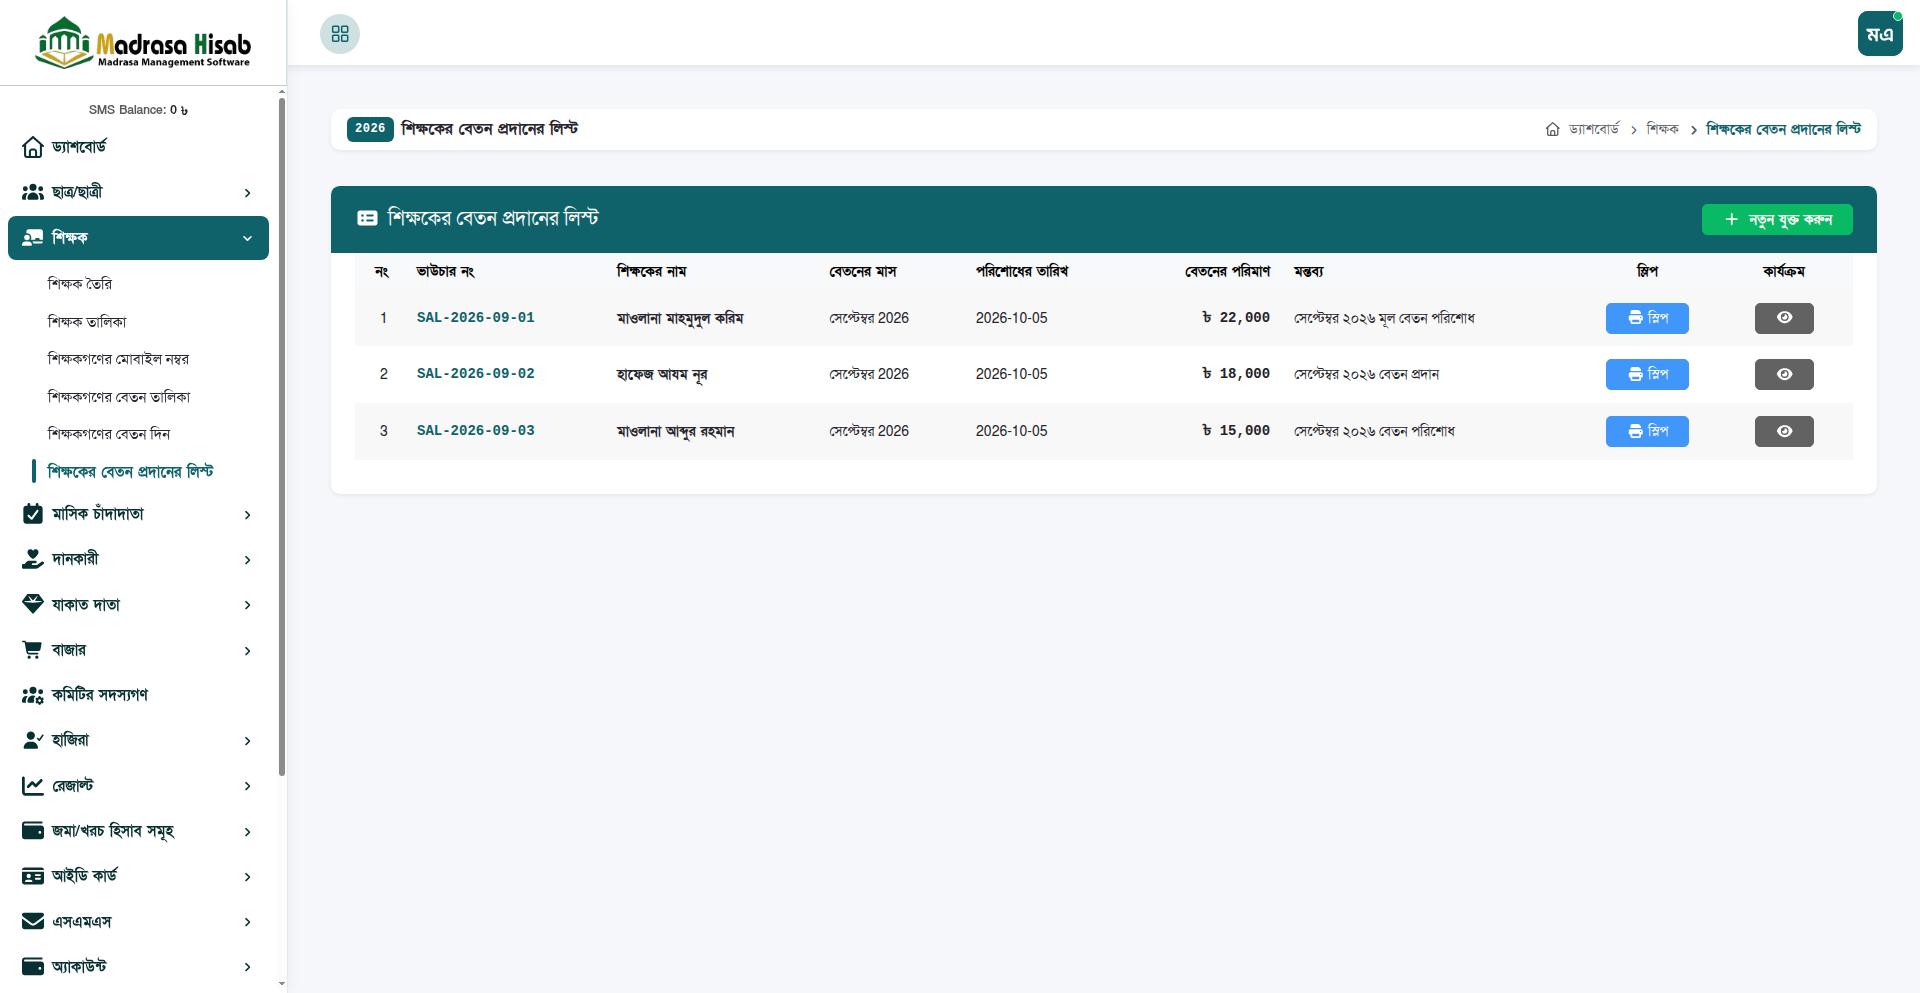 Madrasa Hisab
Madrasa Management Software
SMS Balance: 0 ৳
ড্যাশবোর্ড
ছাত্র/ছাত্রী
শিক্ষক
শিক্ষক তৈরি
শিক্ষক তালিকা
শিক্ষকগণের মোবাইল নম্বর
শিক্ষকগণের বেতন তালিকা
শিক্ষকগণের বেতন দিন
শিক্ষকের বেতন প্রদানের লিস্ট
মাসিক চাঁদাদাতা
দানকারী
যাকাত দাতা
বাজার
কমিটির সদস্যগণ
হাজিরা
রেজাল্ট
জমা/খরচ হিসাব সমূহ
আইডি কার্ড
এসএমএস
অ্যাকাউন্ট
মএ
2026 শিক্ষকের বেতন প্রদানের লিস্ট
ড্যাশবোর্ড > শিক্ষক > শিক্ষকের বেতন প্রদানের লিস্ট
শিক্ষকের বেতন প্রদানের লিস্ট
+ নতুন যুক্ত করুন
নং ভাউচার নং শিক্ষকের নাম বেতনের মাস পরিশোধের তারিখ বেতনের পরিমাণ মন্তব্য স্লিপ কার্যক্রম
1 SAL-2026-09-01 মাওলানা মাহমুদুল করিম সেপ্টেম্বর 2026 2026-10-05 ৳ 22,000 সেপ্টেম্বর ২০২৬ মূল বেতন পরিশোধ স্লিপ
2 SAL-2026-09-02 হাফেজ আযম নূর সেপ্টেম্বর 2026 2026-10-05 ৳ 18,000 সেপ্টেম্বর ২০২৬ বেতন প্রদান স্লিপ
3 SAL-2026-09-03 মাওলানা আব্দুর রহমান সেপ্টেম্বর 2026 2026-10-05 ৳ 15,000 সেপ্টেম্বর ২০২৬ বেতন পরিশোধ স্লিপ